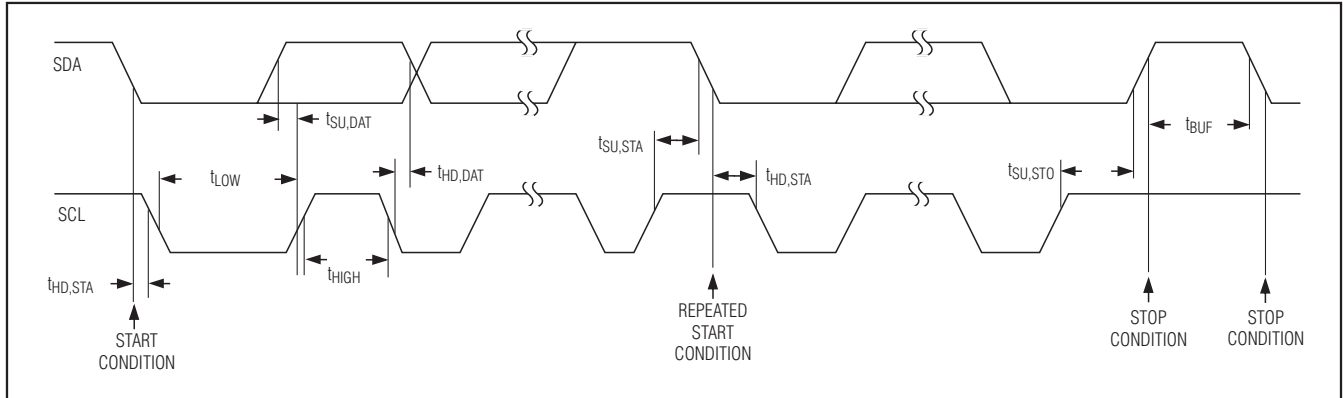 SDA
tSU,DAT
tLOW
tHD,DAT
tSU,STA
tHD,STA
tBUF
tSU,STO
SCL
tHD,STA
tHIGH
START
CONDITION
REPEATED
START
CONDITION
STOP
CONDITION
STOP
CONDITION